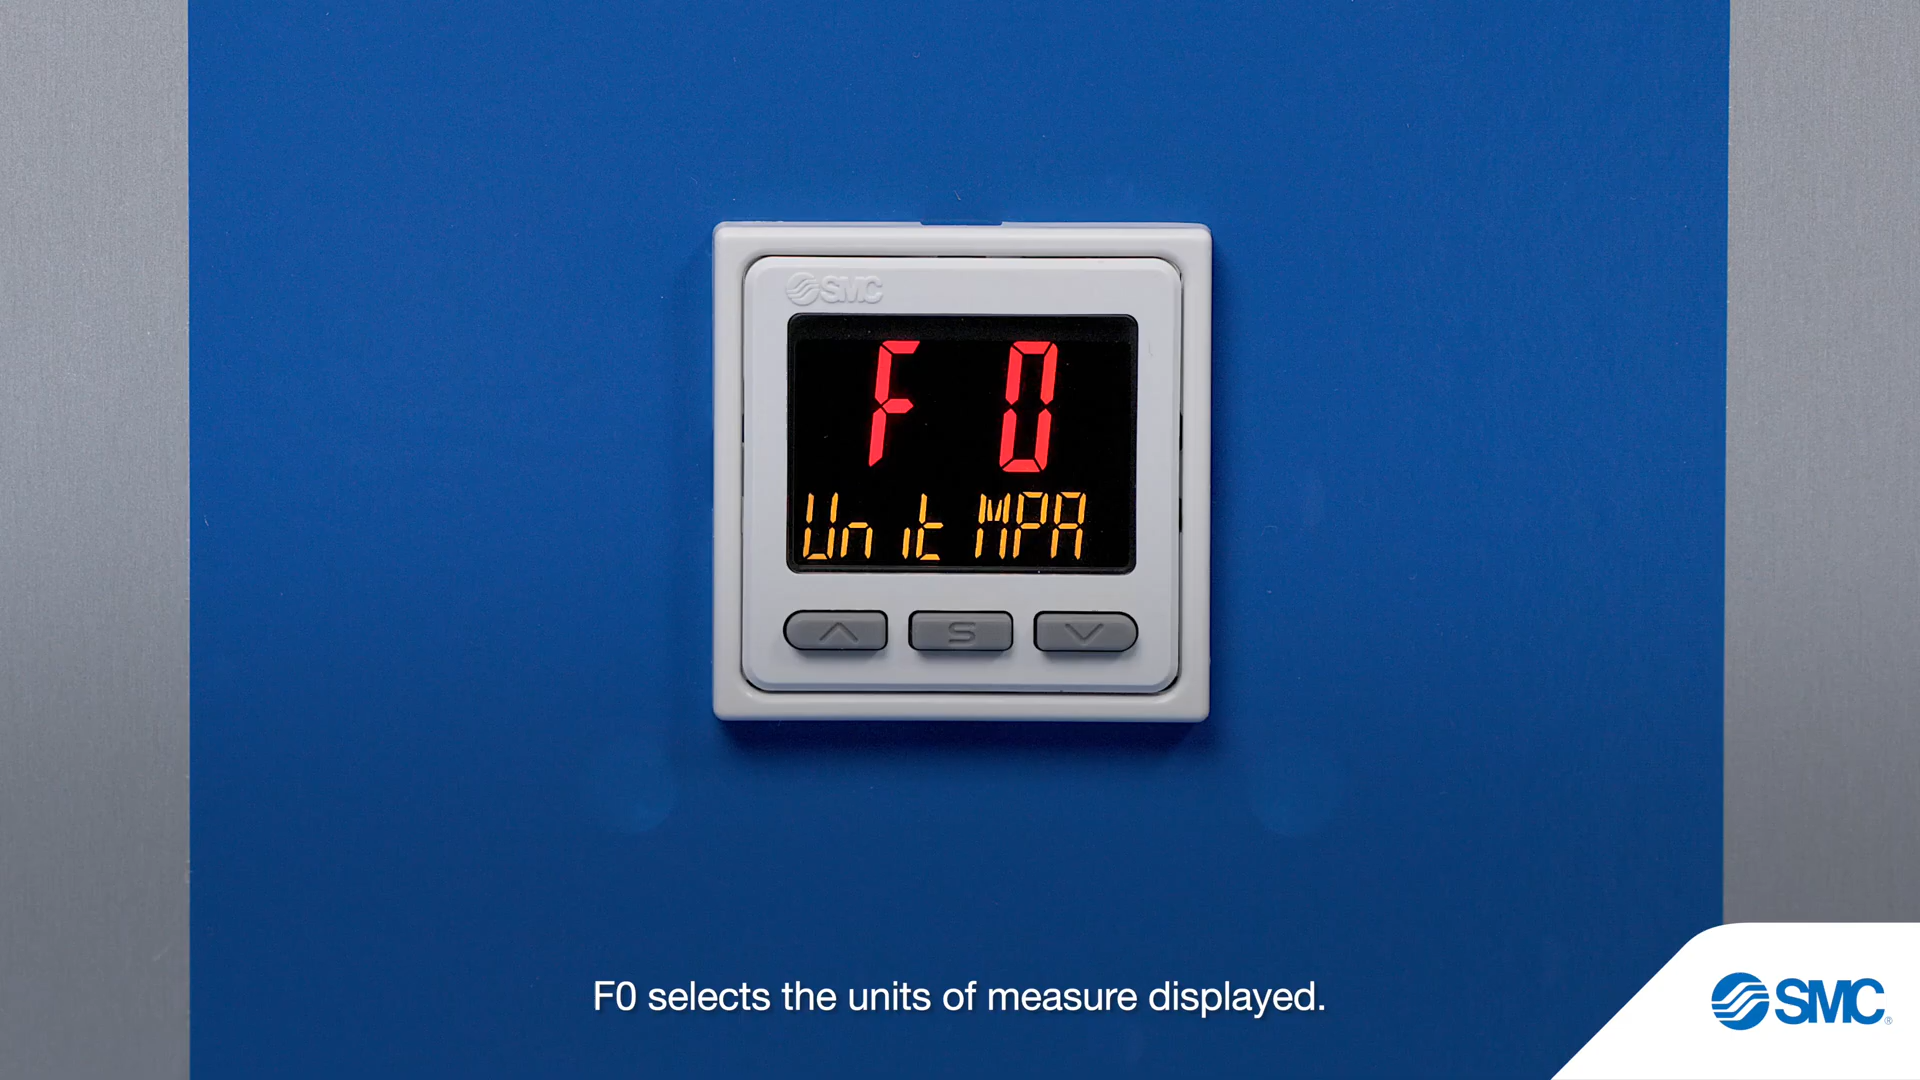 SMC
F 0
Unit MPA
S
F0 selects the units of measure displayed.
SMC